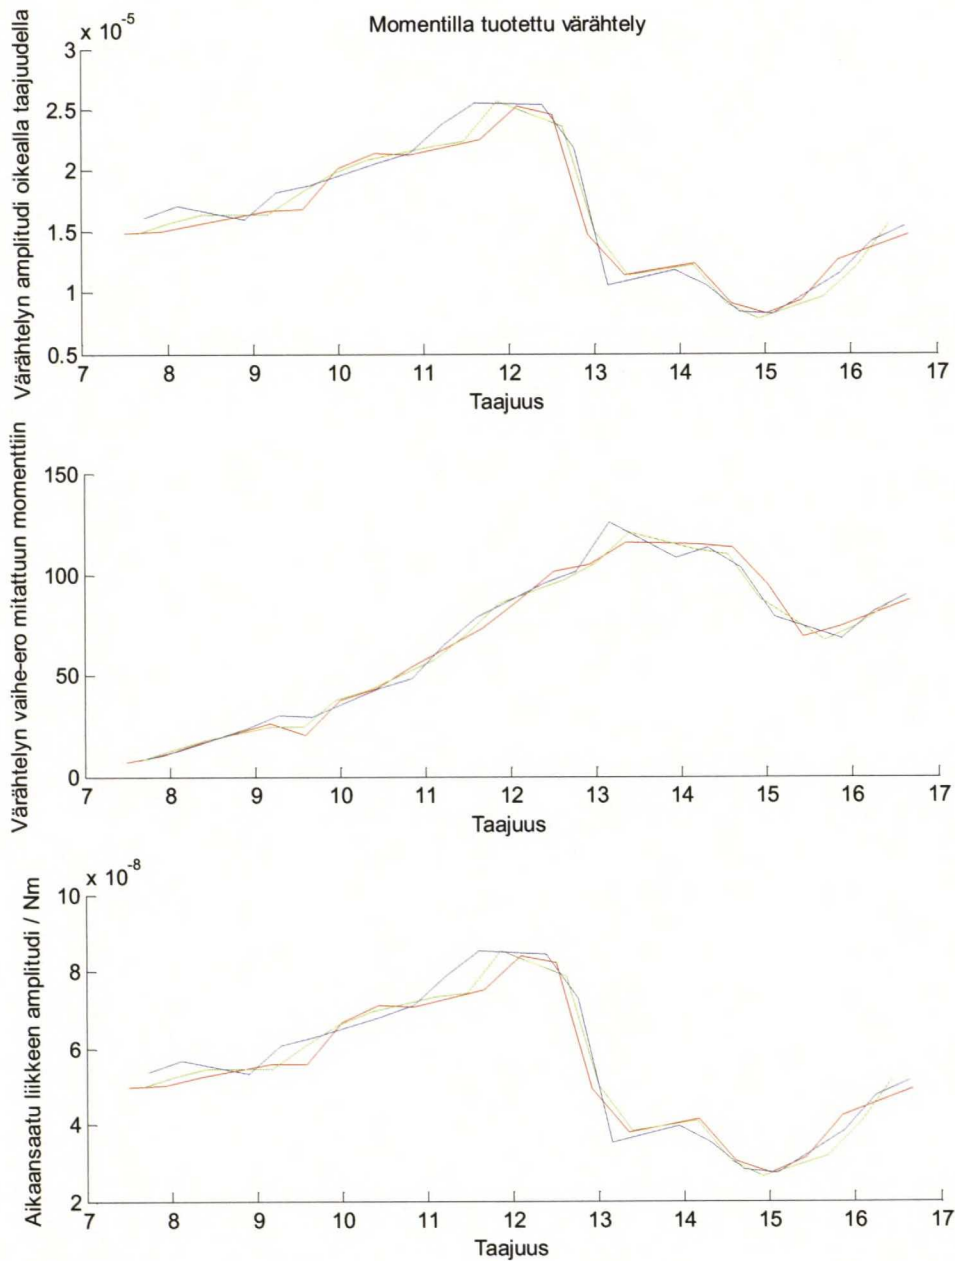 Momentilla tuotettu värähtely
x 10^-5
Värähtelyn amplitudi oikealla taajuudella
3
2.5
2
1.5
1
0.5
7 8 9 10 11 12 13 14 15 16 17
Taajuus
Värähtelyn vaihe-ero mitattuun momenttiin
150
100
50
0
7 8 9 10 11 12 13 14 15 16 17
Taajuus
x 10^-8
Aikaansaatu liikkeen amplitudi / Nm
10
8
6
4
2
7 8 9 10 11 12 13 14 15 16 17
Taajuus